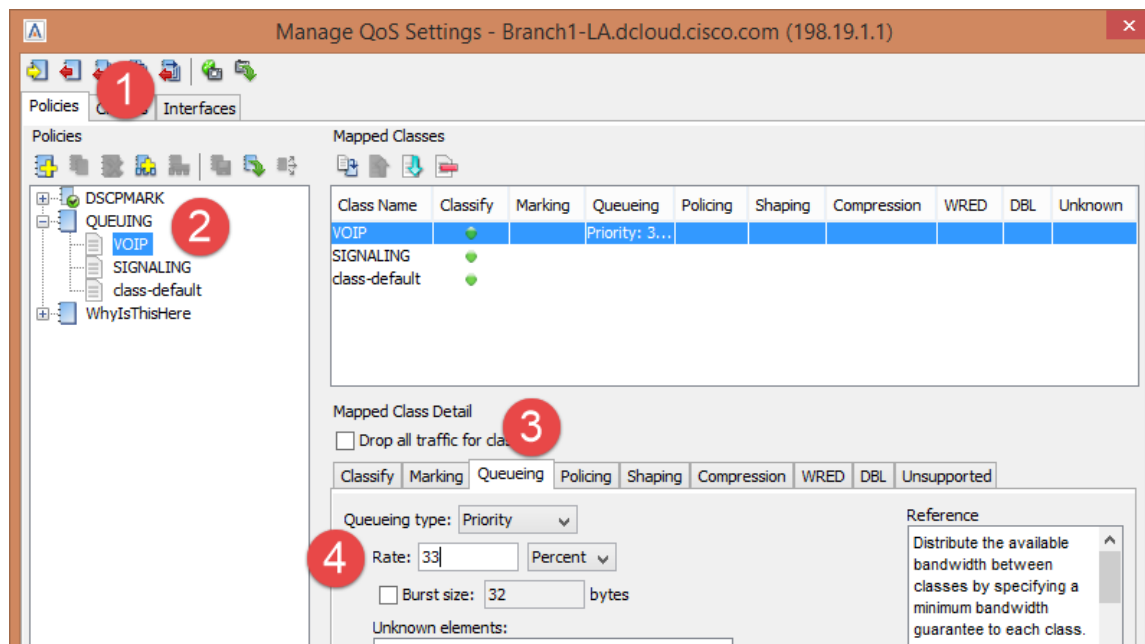 Manage QoS Settings - Branch1-LA.dcloud.cisco.com (198.19.1.1)
1
Policies Interfaces
Policies
DSCPMARK
QUEUING
2
VOIP
SIGNALING
class-default
WhyIsThisHere
Mapped Classes
Class Name Classify Marking Queueing Policing Shaping Compression WRED DBL Unknown
VOIP Priority: 3...
SIGNALING
class-default
Mapped Class Detail
3
Drop all traffic for
Classify Marking Queueing Policing Shaping Compression WRED DBL Unsupported
Queueing type: Priority
4
Rate: 33 Percent
Burst size: 32 bytes
Unknown elements:
Reference
Distribute the available
bandwidth between
classes by specifying a
minimum bandwidth
guarantee to each class.